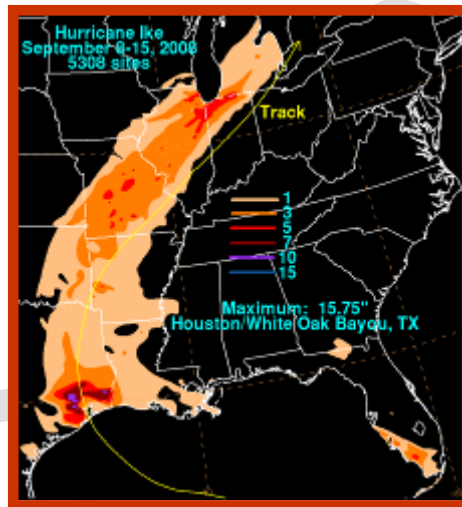 Hurricane Ike
September 8-15, 2008
5308 sites
Track
1
3
5
7
10
15
Maximum: 15.75"
Houston/White Oak Bayou, TX